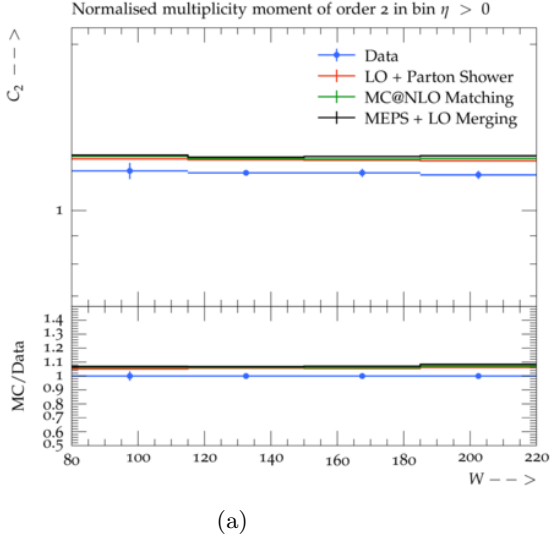 Normalised multiplicity moment of order 2 in bin η > 0
C₂ −−>
Data
LO + Parton Shower
MC@NLO Matching
MEPS + LO Merging
1
MC/Data
1.4
1.3
1.2
1.1
1.0
0.9
0.8
0.7
0.6
0.5
80 100 120 140 160 180 200 220
W −−>
(a)